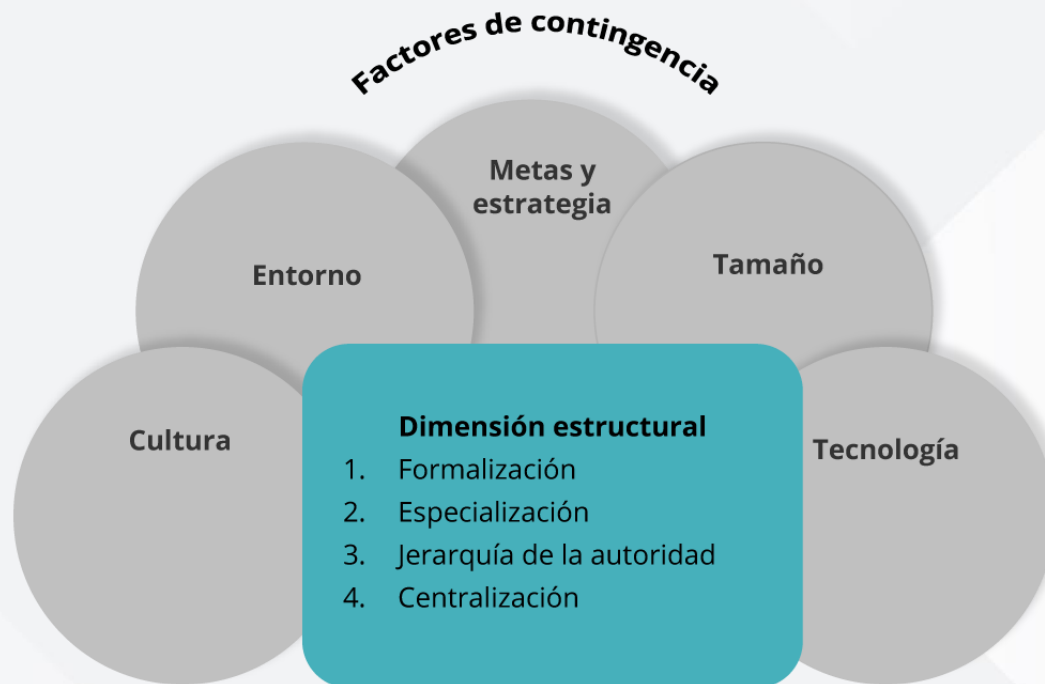 Factores de contingencia
Metas y
estrategia
Entorno
Tamaño
Cultura
Tecnología
Dimensión estructural
1. Formalización
2. Especialización
3. Jerarquía de la autoridad
4. Centralización